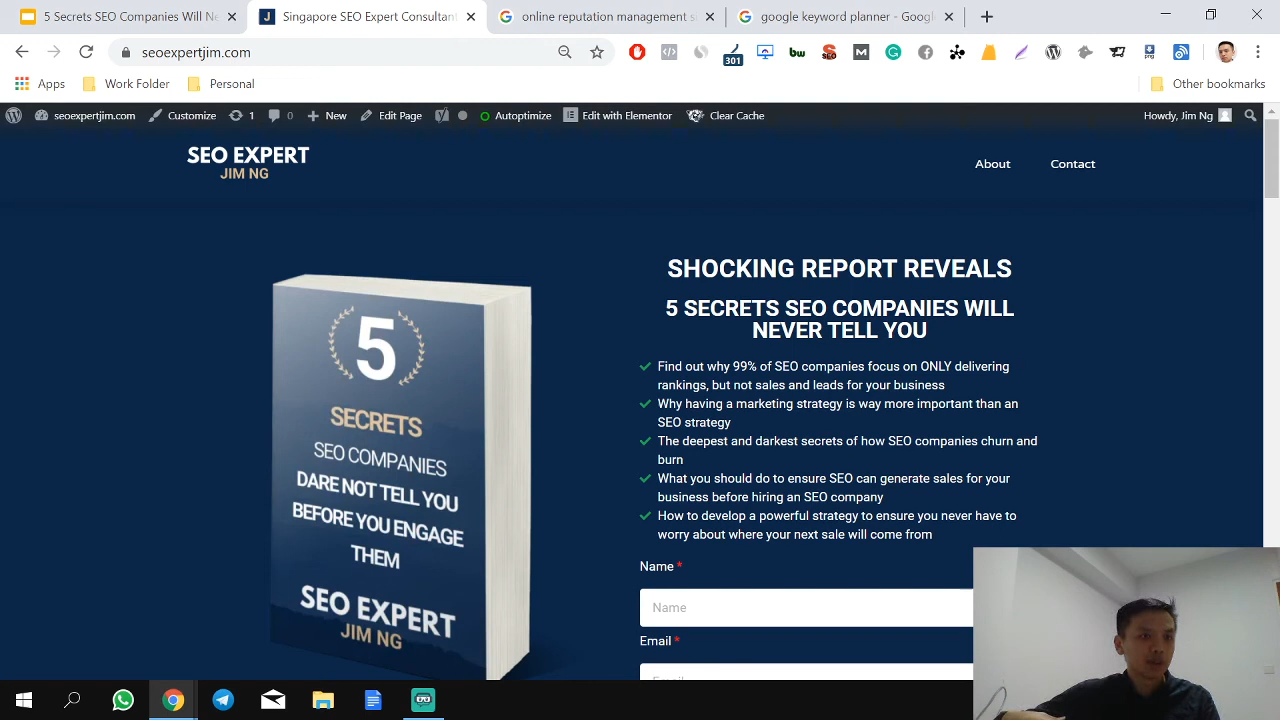 5 Secrets SEO Companies Will Ne
Singapore SEO Expert Consultant
online reputation management si
google keyword planner - Google
seoexpertjim.com
301
bw
SEO
M
png
Apps
Work Folder
Personal
Other bookmarks
seoexpertjim.com
Customize
1
0
New
Edit Page
Autoptimize
Edit with Elementor
Clear Cache
Howdy, Jim Ng
SEO EXPERT
JIM NG
About
Contact
5
SECRETS
SEO COMPANIES
DARE NOT TELL YOU
BEFORE YOU ENGAGE
THEM
SEO EXPERT
JIM NG
SHOCKING REPORT REVEALS
5 SECRETS SEO COMPANIES WILL
NEVER TELL YOU
Find out why 99% of SEO companies focus on ONLY delivering
rankings, but not sales and leads for your business
Why having a marketing strategy is way more important than an
SEO strategy
The deepest and darkest secrets of how SEO companies churn and
burn
What you should do to ensure SEO can generate sales for your
business before hiring an SEO company
How to develop a powerful strategy to ensure you never have to
worry about where your next sale will come from
Name *
Name
Email *
Email